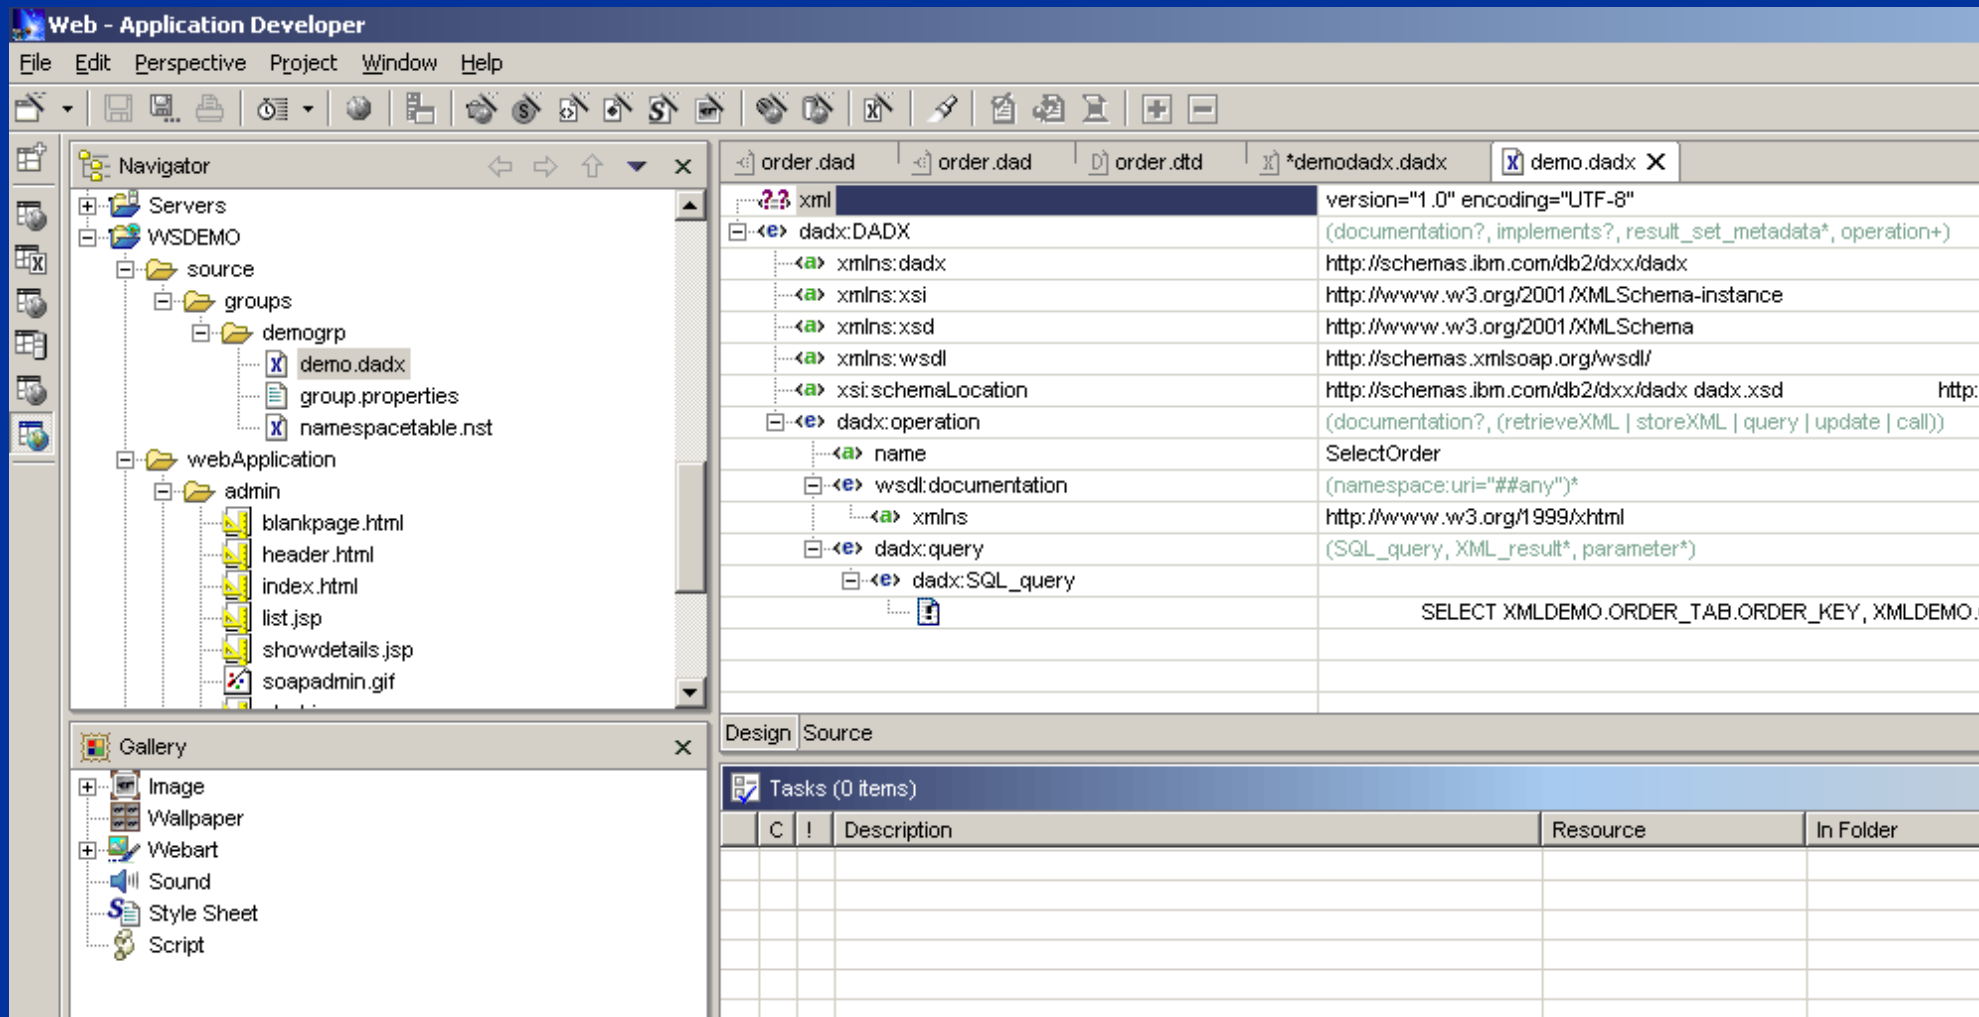 Web - Application Developer
File Edit Perspective Project Window Help
Navigator
Servers
WSDEMO
source
groups
demogrp
demo.dadx
group.properties
namespacetable.nst
webApplication
admin
blankpage.html
header.html
index.html
list.jsp
showdetails.jsp
soapadmin.gif
Gallery
Image
Wallpaper
Webart
Sound
Style Sheet
Script
order.dad order.dad order.dtd *demodadx.dadx demo.dadx
xml version="1.0" encoding="UTF-8"
dadx:DADX (documentation?, implements?, result_set_metadata*, operation+)
xmlns:dadx http://schemas.ibm.com/db2/dxx/dadx
xmlns:xsi http://www.w3.org/2001/XMLSchema-instance
xmlns:xsd http://www.w3.org/2001/XMLSchema
xmlns:wsdl http://schemas.xmlsoap.org/wsdl/
xsi:schemaLocation http://schemas.ibm.com/db2/dxx/dadx dadx.xsd http:
dadx:operation (documentation?, (retrieveXML | storeXML | query | update | call))
name SelectOrder
wsdl:documentation (namespace:uri="##any")*
xmlns http://www.w3.org/1999/xhtml
dadx:query (SQL_query, XML_result*, parameter*)
dadx:SQL_query
SELECT XMLDEMO.ORDER_TAB.ORDER_KEY, XMLDEMO.
Design Source
Tasks (0 items)
C ! Description Resource In Folder